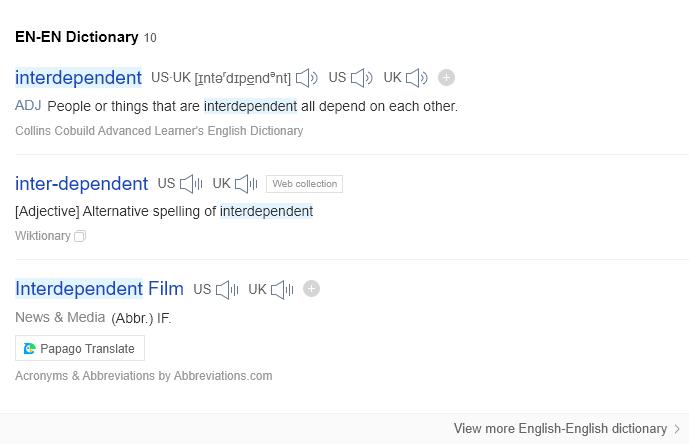 EN-EN Dictionary 10
interdependent US·UK [ɪntəʳdɪpendᵊnt] US UK
ADJ People or things that are interdependent all depend on each other.
Collins Cobuild Advanced Learner's English Dictionary
inter-dependent US UK Web collection
[Adjective] Alternative spelling of interdependent
Wiktionary
Interdependent Film US UK
News & Media (Abbr.) IF.
Papago Translate
Acronyms & Abbreviations by Abbreviations.com
View more English-English dictionary